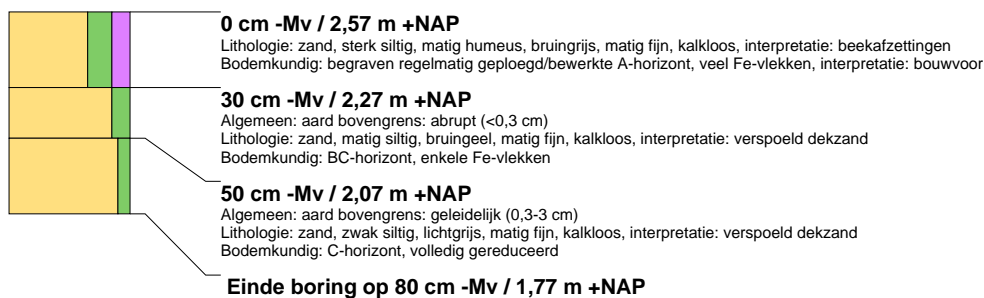 0 cm -Mv / 2,57 m +NAP
Lithologie: zand, sterk siltig, matig humeus, bruingrijs, matig fijn, kalkloos, interpretatie: beekafzettingen
Bodemkundig: begraven regelmatig geploegd/bewerkte A-horizont, veel Fe-vlekken, interpretatie: bouwvoor
30 cm -Mv / 2,27 m +NAP
Algemeen: aard bovengrens: abrupt (<0,3 cm)
Lithologie: zand, matig siltig, bruingeel, matig fijn, kalkloos, interpretatie: verspoeld dekzand
Bodemkundig: BC-horizont, enkele Fe-vlekken
50 cm -Mv / 2,07 m +NAP
Algemeen: aard bovengrens: geleidelijk (0,3-3 cm)
Lithologie: zand, zwak siltig, lichtgrijs, matig fijn, kalkloos, interpretatie: verspoeld dekzand
Bodemkundig: C-horizont, volledig gereduceerd
Einde boring op 80 cm -Mv / 1,77 m +NAP